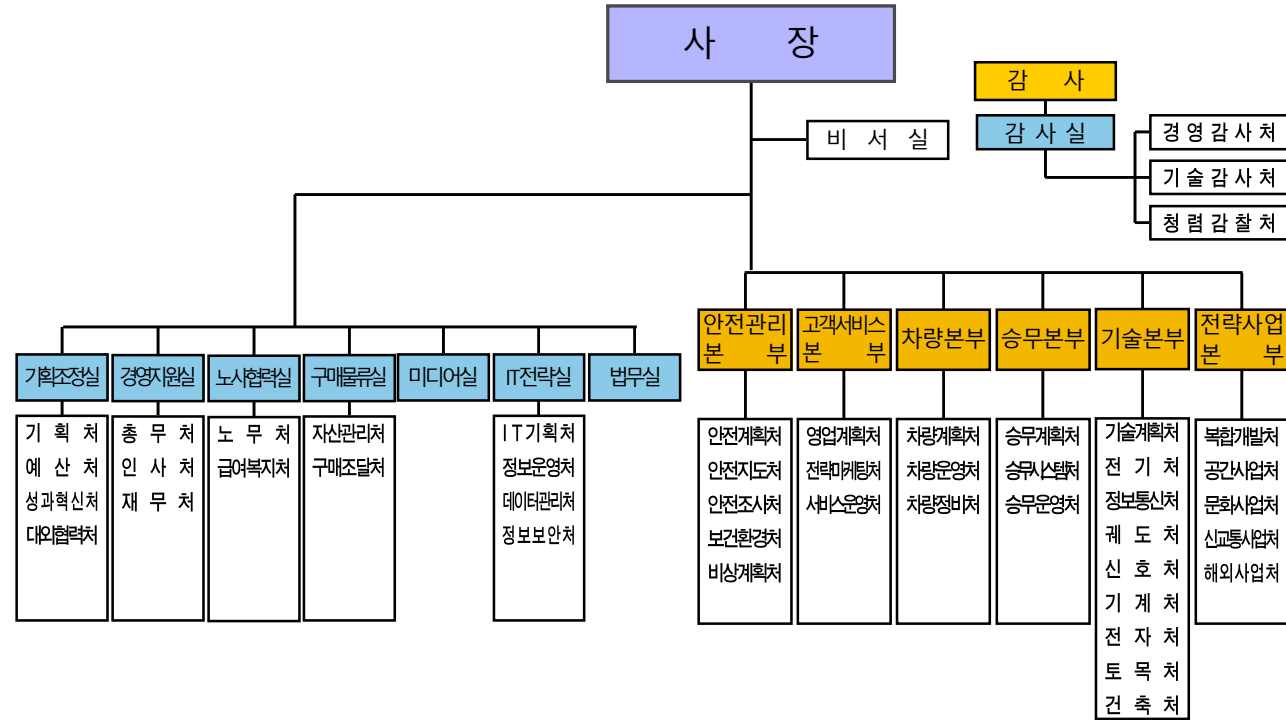 사 장
감 사
감 사 실
비 서 실
경 영 감 사 처
기 술 감 사 처
청 렴 감 찰 처
안전관리
본 부
고객서비스
본 부
차량본부
승무본부
기술본부
전략사업
본 부
기획조정실
경영지원실
노사협력실
구매물류실
미디어실
IT전략실
법무실
기 획 처
예 산 처
성과혁신처
대외협력처
총 무 처
인 사 처
재 무 처
노 무 처
급여복지처
자산관리처
구매조달처
IT기획처
정보운영처
데이터관리처
정보보안처
안전계획처
안전지도처
안전조사처
보건환경처
비상계획처
영업계획처
전략마케팅처
서비스운영처
차량계획처
차량운영처
차량정비처
승무계획처
승무시스템처
승무운영처
기술계획처
전 기 처
정보통신처
궤 도 처
신 호 처
기 계 처
전 자 처
토 목 처
건 축 처
복합개발처
공간사업처
문화사업처
신교통사업처
해외사업처